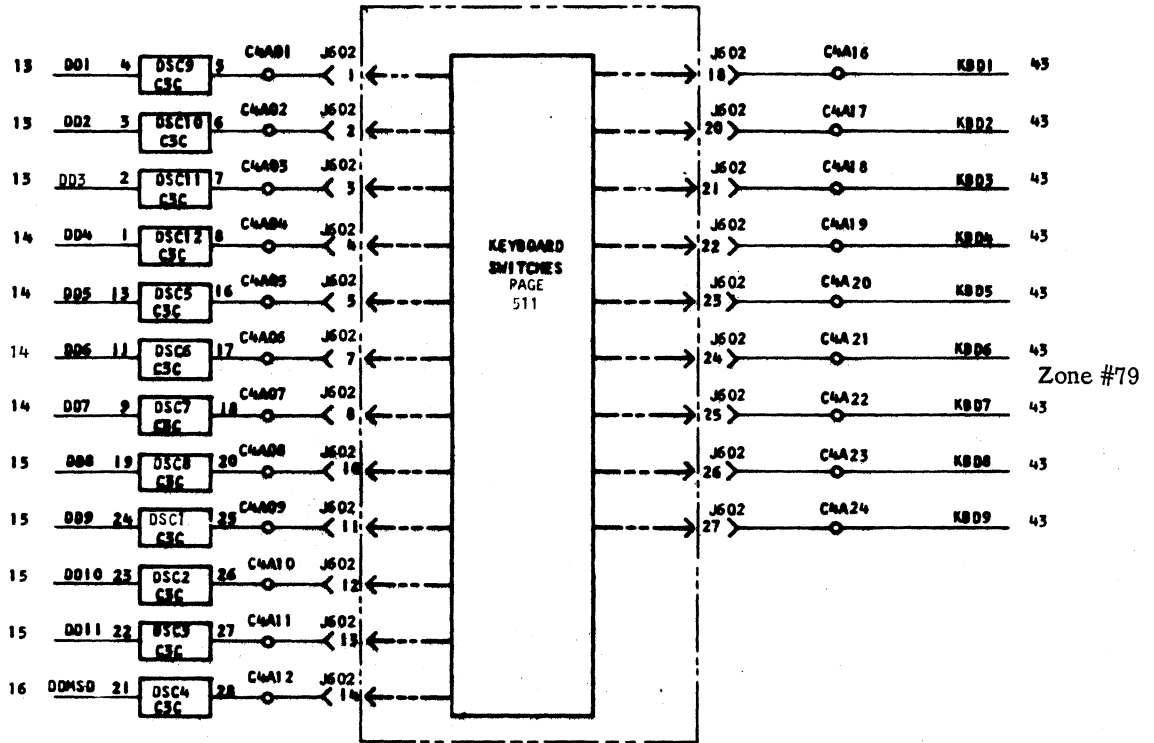 C4A01 J602 J602 C4A16
13 DD1 4 DSC9 5 1 18 KBD1 43
C3C
C4A02 J602 J602 C4A17
13 DD2 3 DSC10 6 2 20 KBD2 43
C3C
C4A03 J602 J602 C4A18
13 DD3 2 DSC11 7 3 21 KBD3 43
C3C
C4A04 J602 J602 C4A19
14 DD4 1 DSC12 8 4 KEYBOARD 22 KBD4 43
C3C SWITCHES
C4A05 J602 PAGE J602 C4A20
14 DD5 13 DSC5 16 5 511 23 KBD5 43
C3C
C4A06 J602 J602 C4A21
14 DD6 11 DSC6 17 7 24 KBD6 43
C3C Zone #79
C4A07 J602 J602 C4A22
14 DD7 9 DSC7 18 8 25 KBD7 43
C3C
C4A08 J602 J602 C4A23
15 DD8 19 DSC8 20 10 26 KBD8 43
C3C
C4A09 J602 J602 C4A24
15 DD9 24 DSC1 25 11 27 KBD9 43
C3C
C4A10 J602
15 DD10 23 DSC2 26 12
C3C
C4A11 J602
15 DD11 22 DSC3 27 13
C3C
C4A12 J602
16 DDMSD 21 DSC4 28 14
C3C